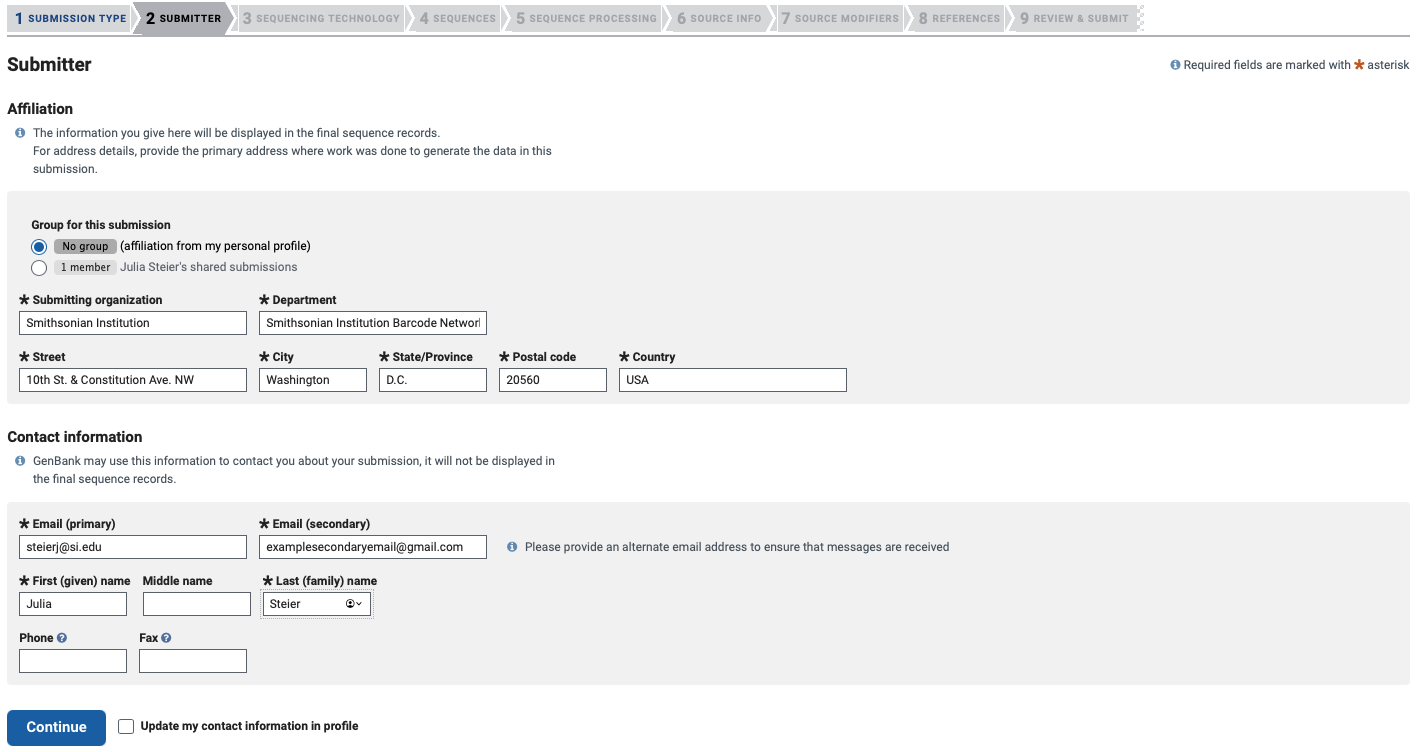 1 SUBMISSION TYPE 2 SUBMITTER 3 SEQUENCING TECHNOLOGY 4 SEQUENCES 5 SEQUENCE PROCESSING 6 SOURCE INFO 7 SOURCE MODIFIERS 8 REFERENCES 9 REVIEW & SUBMIT
Submitter
Required fields are marked with * asterisk
Affiliation
The information you give here will be displayed in the final sequence records.
For address details, provide the primary address where work was done to generate the data in this
submission.
Group for this submission
No group (affiliation from my personal profile)
1 member Julia Steier's shared submissions
* Submitting organization * Department
Smithsonian Institution Smithsonian Institution Barcode Network
* Street * City * State/Province * Postal code * Country
10th St. & Constitution Ave. NW Washington D.C. 20560 USA
Contact information
GenBank may use this information to contact you about your submission, it will not be displayed in
the final sequence records.
* Email (primary) * Email (secondary)
steierj@si.edu examplesecondaryemail@gmail.com Please provide an alternate email address to ensure that messages are received
* First (given) name Middle name * Last (family) name
Julia Steier
Phone ? Fax ?
Continue Update my contact information in profile